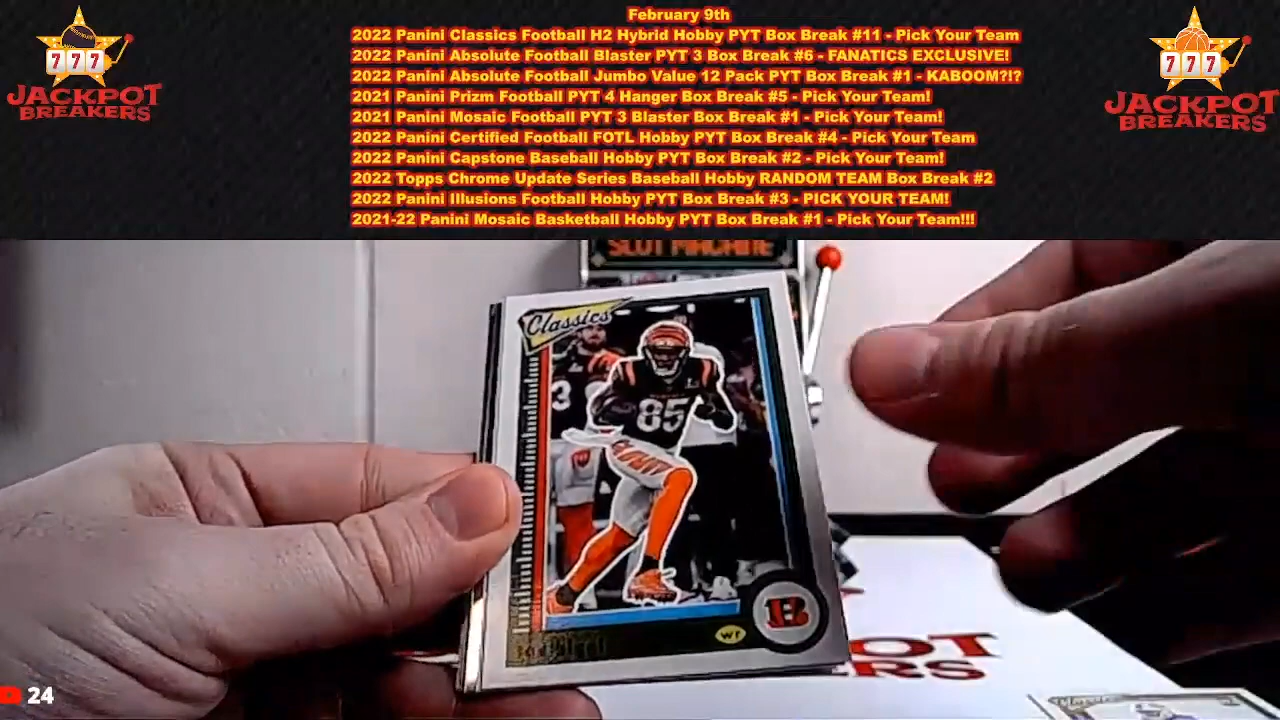 February 9th
2022 Panini Classics Football H2 Hybrid Hobby PYT Box Break #11 - Pick Your Team
2022 Panini Absolute Football Blaster PYT 3 Box Break #6 - FANATICS EXCLUSIVE!
2022 Panini Absolute Football Jumbo Value 12 Pack PYT Box Break #1 - KABOOM?!?
2021 Panini Prizm Football PYT 4 Hanger Box Break #5 - Pick Your Team!
2021 Panini Mosaic Football PYT 3 Blaster Box Break #1 - Pick Your Team!
2022 Panini Certified Football FOTL Hobby PYT Box Break #4 - Pick Your Team
2022 Panini Capstone Baseball Hobby PYT Box Break #2 - Pick Your Team!
2022 Topps Chrome Update Series Baseball Hobby RANDOM TEAM Box Break #2
2022 Panini Illusions Football Hobby PYT Box Break #3 - PICK YOUR TEAM!
2021-22 Panini Mosaic Basketball Hobby PYT Box Break #1 - Pick Your Team!!!
777
JACKPOT
BREAKERS
777
JACKPOT
BREAKERS
SLOT MACHINE
Classics
3
85
B
WR
POT
ERS
24